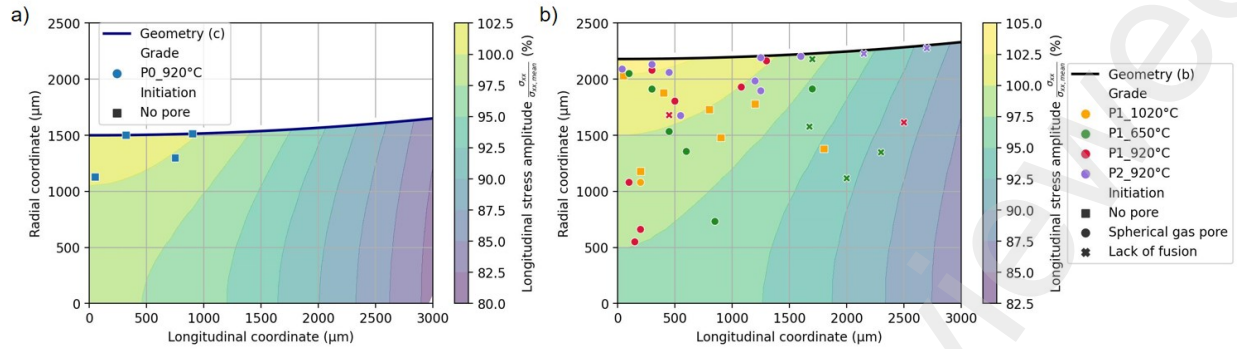 a)
2500
2000
1500
1000
500
0
Radial coordinate (µm)
0 500 1000 1500 2000 2500 3000
Longitudinal coordinate (µm)
Geometry (c)
Grade
P0_920°C
Initiation
No pore
102.5
100.0
97.5
95.0
92.5
90.0
87.5
85.0
82.5
80.0
Longitudinal stress amplitude σxx / σxx, mean (%)
b)
2500
2000
1500
1000
500
0
Radial coordinate (µm)
0 500 1000 1500 2000 2500 3000
Longitudinal coordinate (µm)
105.0
102.5
100.0
97.5
95.0
92.5
90.0
87.5
85.0
82.5
Longitudinal stress amplitude σxx / σxx, mean (%)
Geometry (b)
Grade
P1_1020°C
P1_650°C
P1_920°C
P2_920°C
Initiation
No pore
Spherical gas pore
Lack of fusion